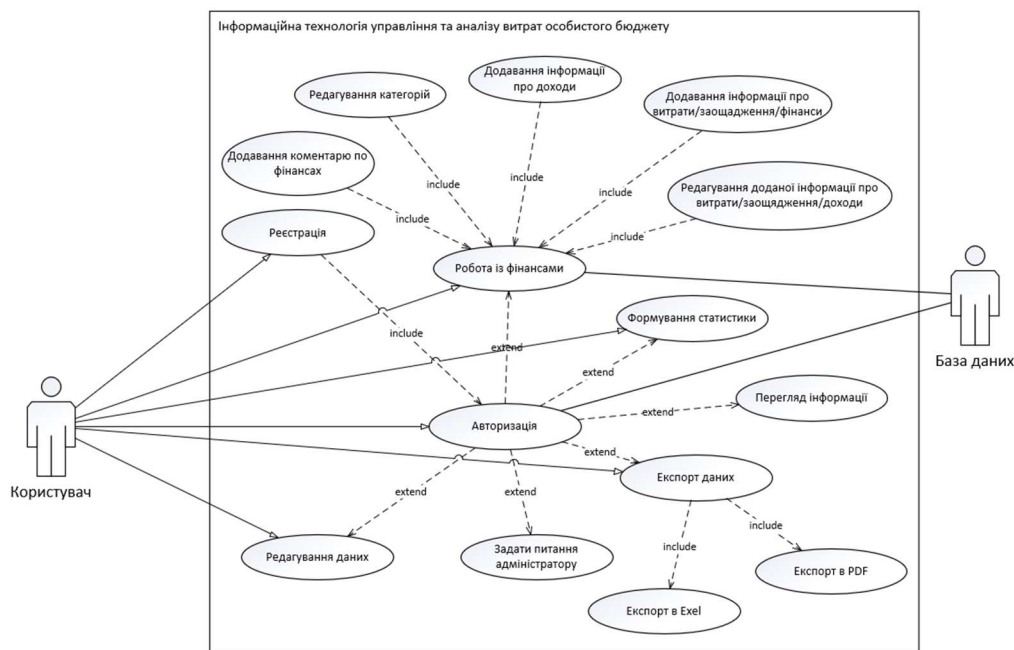 Інформаційна технологія управління та аналізу витрат особистого бюджету
Додавання інформації
про доходи
Редагування категорій
Додавання інформації про
витрати/заощадження/фінанси
Додавання коментарю по
фінансах
include
include
include
Редагування доданої інформації про
витрати/заощядження/доходи
include
include
Реєстрація
Робота із фінансами
Формування статистики
include
extend
База даних
extend
Перегляд інформації
extend
Авторизація
extend
Експорт даних
Користувач
extend
extend
include
include
Редагування даних
Задати питання
адміністратору
Експорт в PDF
Експорт в Exel